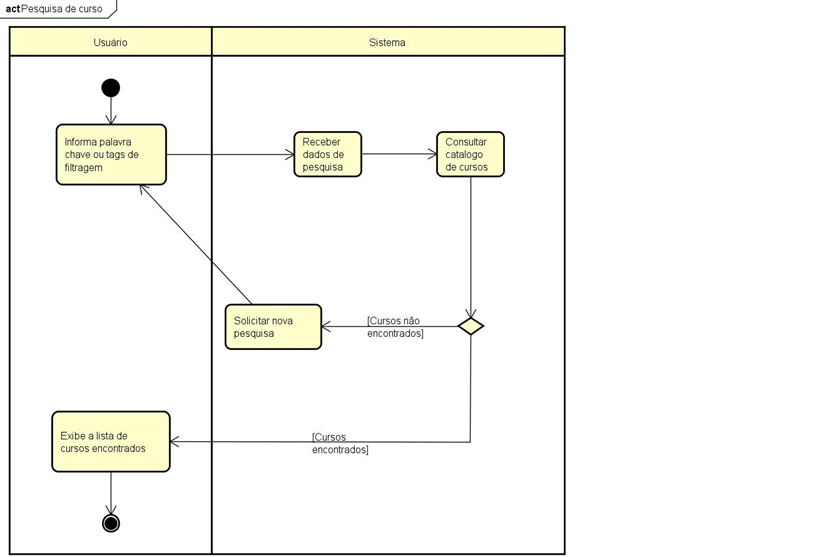 act Pesquisa de curso
Usuário
Sistema
Informa palavra
chave ou tags de
filtragem
Receber
dados de
pesquisa
Consultar
catalogo
de cursos
Solicitar nova
pesquisa
[Cursos não
encontrados]
Exibe a lista de
cursos encontrados
[Cursos
encontrados]